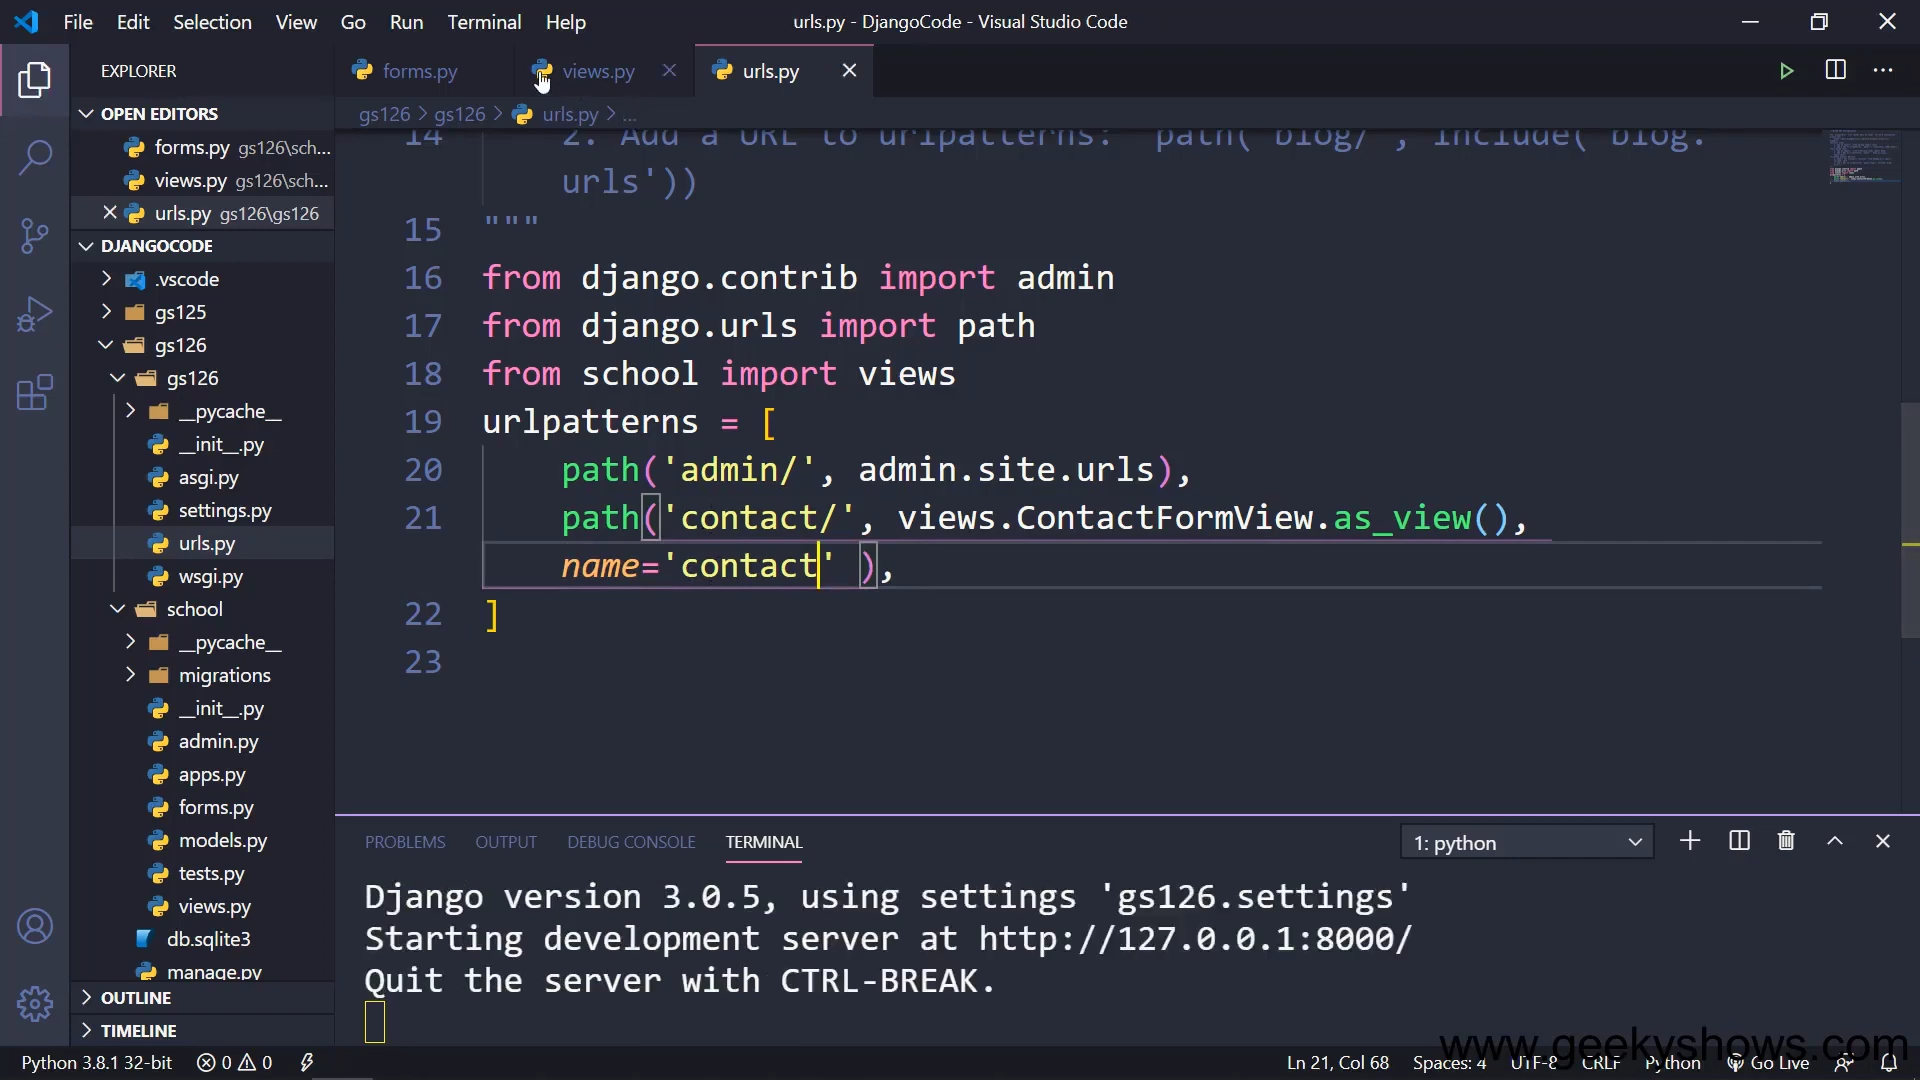 File Edit Selection View Go Run Terminal Help
urls.py - DjangoCode - Visual Studio Code
EXPLORER
OPEN EDITORS
forms.py gs126\sch...
views.py gs126\sch...
urls.py gs126\gs126
DJANGOCODE
.vscode
gs125
gs126
gs126
__pycache__
__init__.py
asgi.py
settings.py
urls.py
wsgi.py
school
__pycache__
migrations
__init__.py
admin.py
apps.py
forms.py
models.py
tests.py
views.py
db.sqlite3
manage.py
OUTLINE
TIMELINE
forms.py
views.py
urls.py
gs126 > gs126 > urls.py > ...
14 2. Add a URL to urlpatterns: path('blog/', include('blog.
urls'))
15 """
16 from django.contrib import admin
17 from django.urls import path
18 from school import views
19 urlpatterns = [
20 path('admin/', admin.site.urls),
21 path('contact/', views.ContactFormView.as_view(),
name='contact' ),
22 ]
23
PROBLEMS OUTPUT DEBUG CONSOLE TERMINAL
1: python
Django version 3.0.5, using settings 'gs126.settings'
Starting development server at http://127.0.0.1:8000/
Quit the server with CTRL-BREAK.
www.geekyshows.com
Python 3.8.1 32-bit 0 0 Ln 21, Col 68 Spaces: 4 UTF-8 CRLF Python Go Live